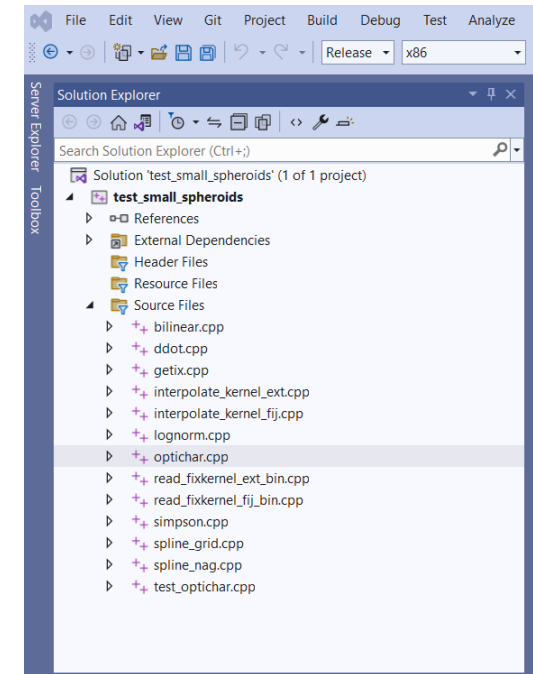 File Edit View Git Project Build Debug Test Analyze
Release x86
Server Explorer
Toolbox
Solution Explorer
Search Solution Explorer (Ctrl+;)
Solution 'test_small_spheroids' (1 of 1 project)
test_small_spheroids
References
External Dependencies
Header Files
Resource Files
Source Files
bilinear.cpp
ddot.cpp
getix.cpp
interpolate_kernel_ext.cpp
interpolate_kernel_fij.cpp
lognorm.cpp
optichar.cpp
read_fixkernel_ext_bin.cpp
read_fixkernel_fij_bin.cpp
simpson.cpp
spline_grid.cpp
spline_nag.cpp
test_optichar.cpp